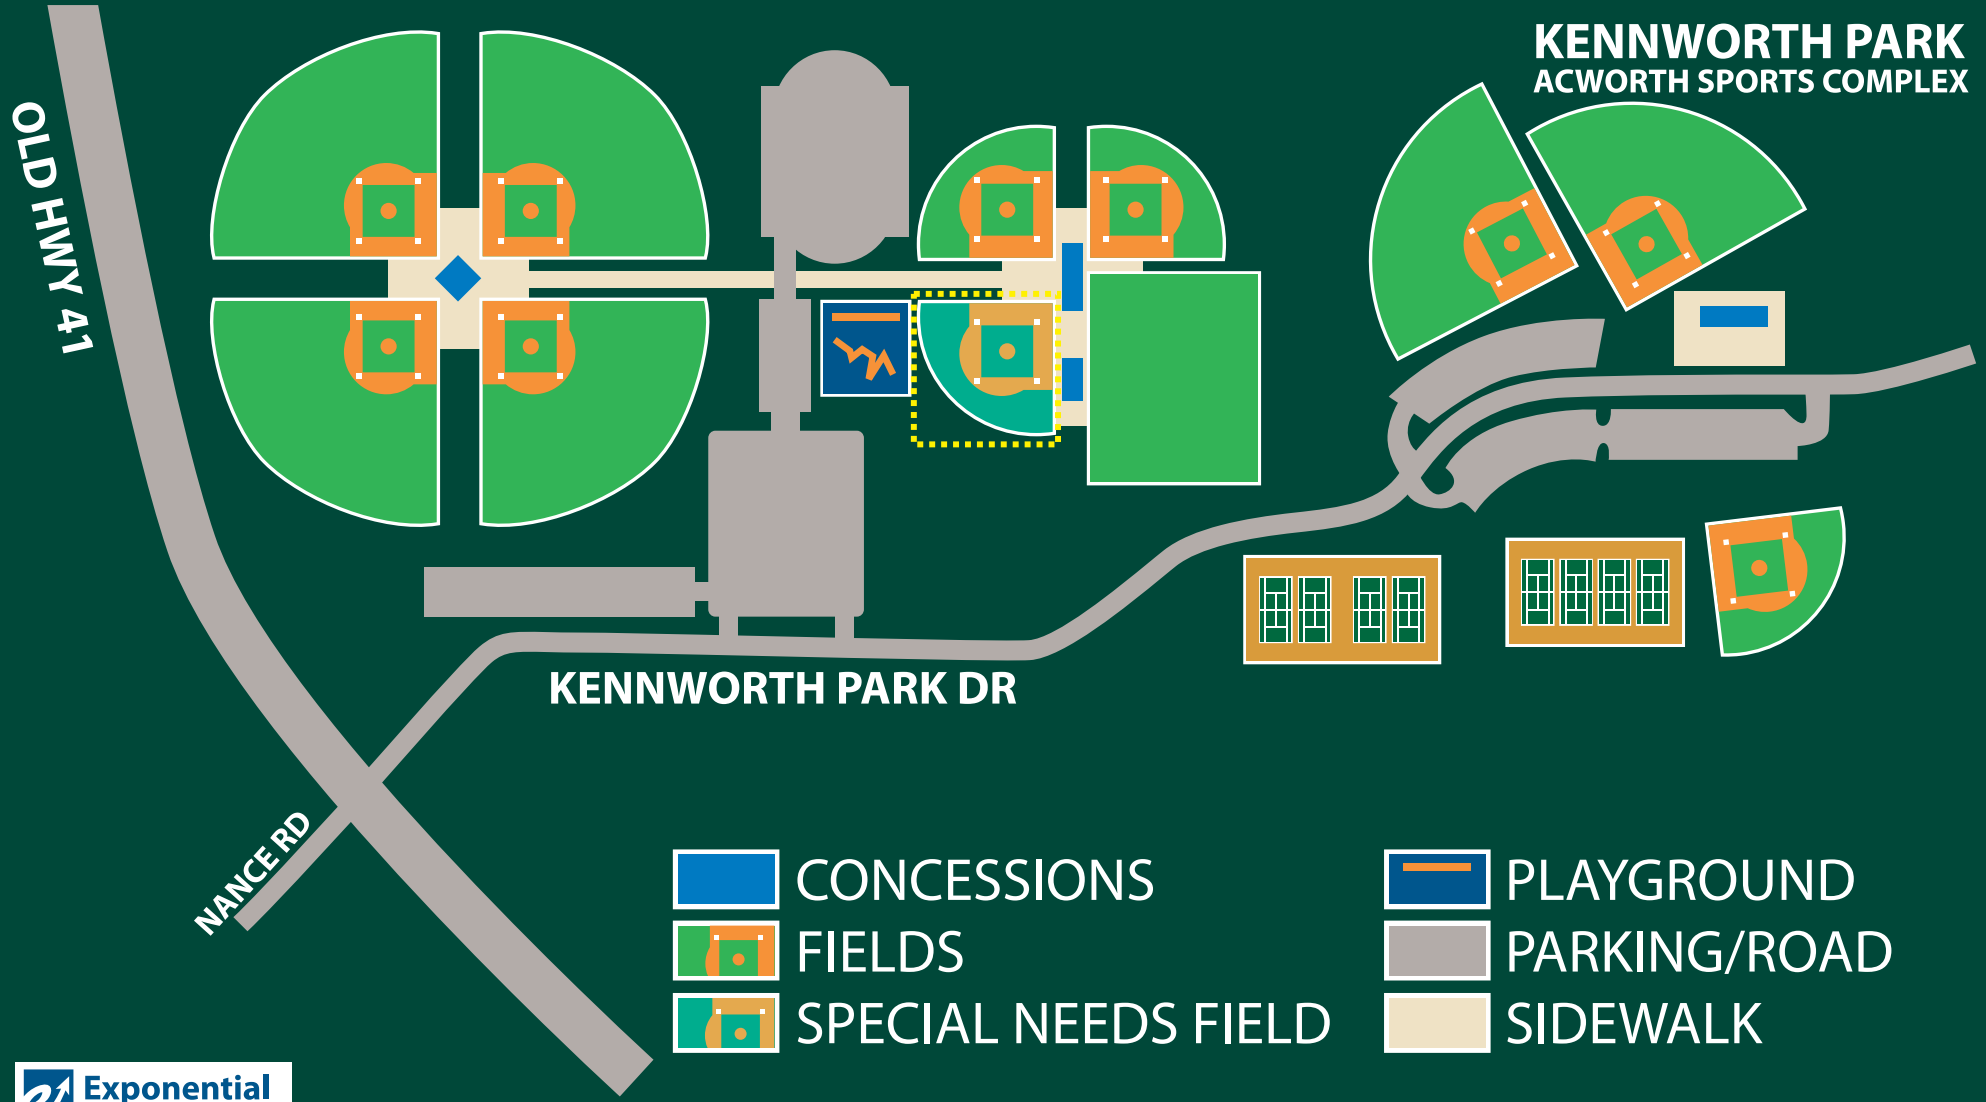 KENNWORTH PARK
ACWORTH SPORTS COMPLEX
OLD HWY 41
KENNWORTH PARK DR
NANCE RD
CONCESSIONS
FIELDS
SPECIAL NEEDS FIELD
PLAYGROUND
PARKING/ROAD
SIDEWALK
Exponential